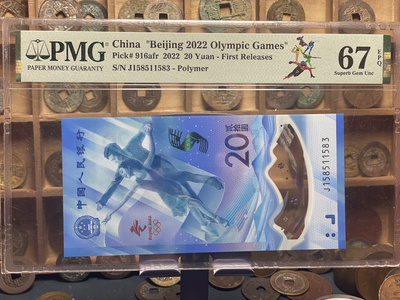 PMG
PAPER MONEY GUARANTY
China "Beijing 2022 Olympic Games"
Pick# 916afr 2022 20 Yuan - First Releases
S/N J158511583 - Polymer
67 EPQ
Superb Gem Unc
中国人民银行
贰拾圆
20
J158511583